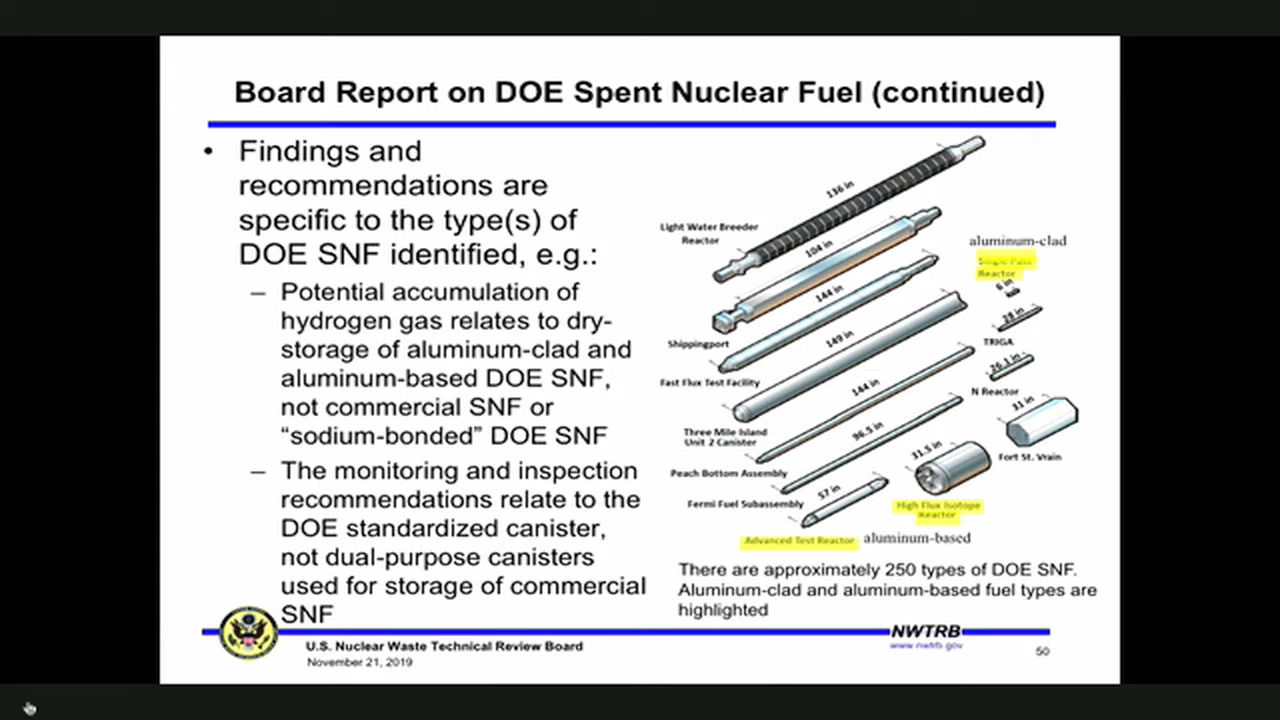 Board Report on DOE Spent Nuclear Fuel (continued)
• Findings and
recommendations are
specific to the type(s) of
DOE SNF identified, e.g.:
– Potential accumulation of
hydrogen gas relates to dry-
storage of aluminum-clad and
aluminum-based DOE SNF,
not commercial SNF or
“sodium-bonded” DOE SNF
– The monitoring and inspection
recommendations relate to the
DOE standardized canister,
not dual-purpose canisters
used for storage of commercial
SNF
136 in
Light Water Breeder
Reactor
104 in
Shippingport
144 in
Fast Flux Test Facility
149 in
Three Mile Island
Unit 2 Canister
144 in
Peach Bottom Assembly
96.5 in
Fermi Fuel Subassembly
57 in
Advanced Test Reactor
aluminum-based
aluminum-clad
Single Pass
Reactor
6 in
28 in
TRIGA
26.1 in
N Reactor
31 in
Fort St. Vrain
31.5 in
High Flux Isotope
Reactor
There are approximately 250 types of DOE SNF.
Aluminum-clad and aluminum-based fuel types are
highlighted
U.S. Nuclear Waste Technical Review Board
November 21, 2019
NWTRB
www.nwtrb.gov
50